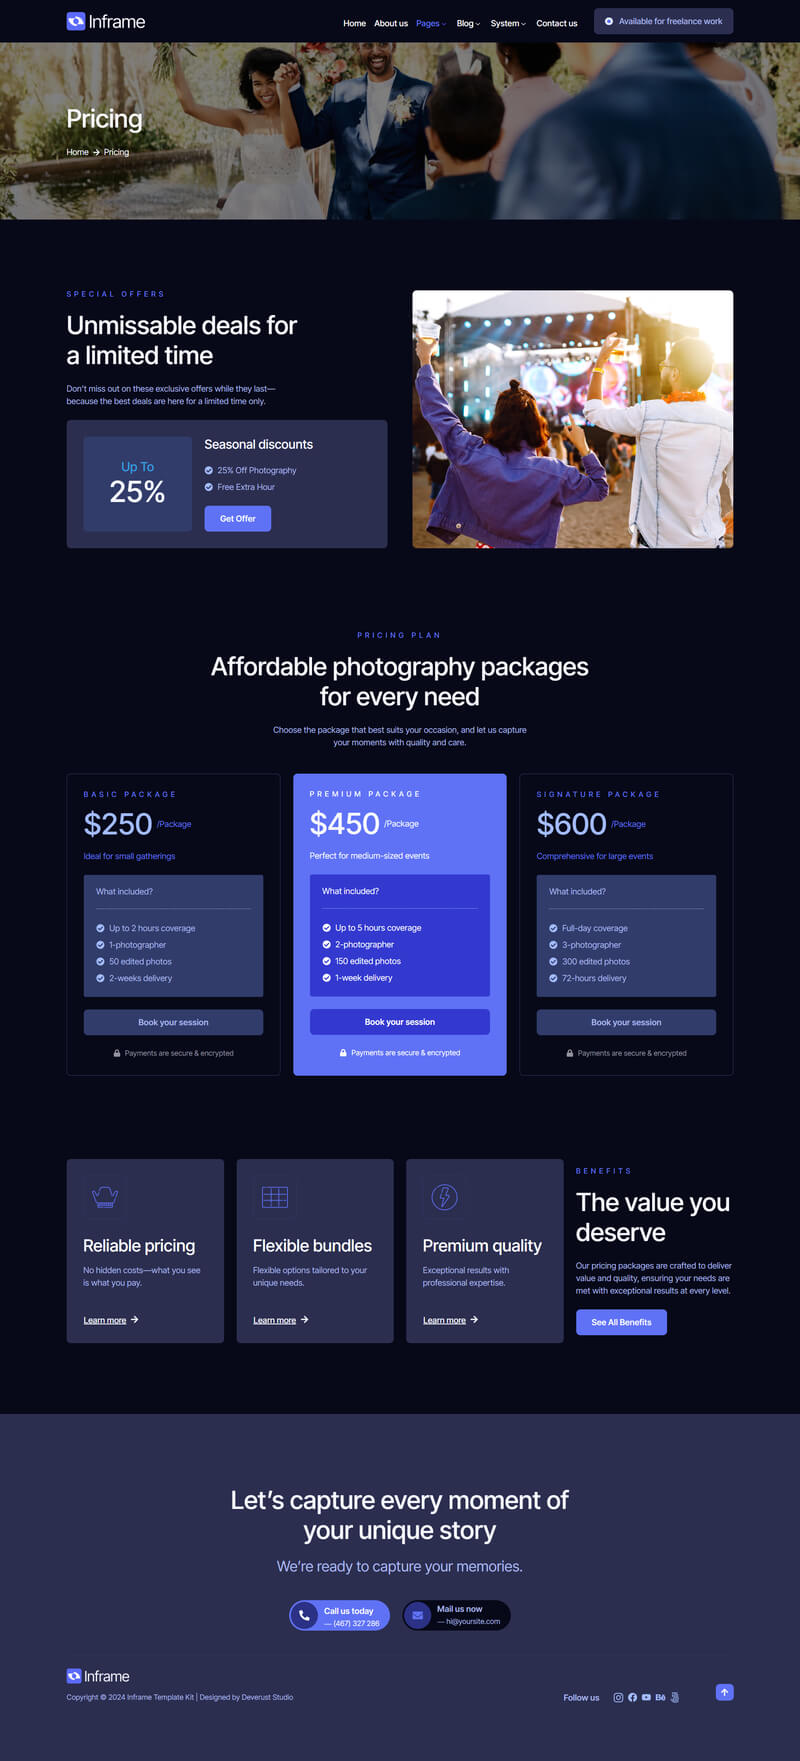 Inframe
Home About us Pages Blog System Contact us Available for freelance work
Pricing
Home → Pricing
SPECIAL OFFERS
Unmissable deals for
a limited time
Don't miss out on these exclusive offers while they last—
because the best deals are here for a limited time only.
Up To
25%
Seasonal discounts
25% Off Photography
Free Extra Hour
Get Offer
PRICING PLAN
Affordable photography packages
for every need
Choose the package that best suits your occasion, and let us capture
your moments with quality and care.
BASIC PACKAGE
$250 /Package
Ideal for small gatherings
What included?
Up to 2 hours coverage
1-photographer
50 edited photos
2-weeks delivery
Book your session
Payments are secure & encrypted
PREMIUM PACKAGE
$450 /Package
Perfect for medium-sized events
What included?
Up to 5 hours coverage
2-photographer
150 edited photos
1-week delivery
Book your session
Payments are secure & encrypted
SIGNATURE PACKAGE
$600 /Package
Comprehensive for large events
What included?
Full-day coverage
3-photographer
300 edited photos
72-hours delivery
Book your session
Payments are secure & encrypted
Reliable pricing
No hidden costs—what you see
is what you pay.
Learn more →
Flexible bundles
Flexible options tailored to your
unique needs.
Learn more →
Premium quality
Exceptional results with
professional expertise.
Learn more →
BENEFITS
The value you
deserve
Our pricing packages are crafted to deliver
value and quality, ensuring your needs are
met with exceptional results at every level.
See All Benefits
Let's capture every moment of
your unique story
We're ready to capture your memories.
Call us today
— (467) 327 286
Mail us now
— hi@yoursite.com
Inframe
Copyright © 2024 Inframe Template Kit | Designed by Deverust Studio
Follow us
Bē